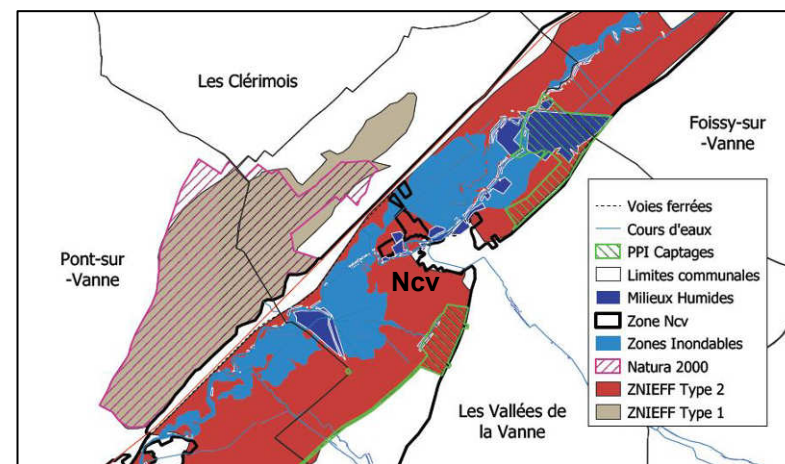 Les Clérimois
Foissy-sur
-Vanne
Pont-sur
-Vanne
Ncv
Les Vallées de
la Vanne
Voies ferrées
Cours d'eaux
PPI Captages
Limites communales
Milieux Humides
Zone Ncv
Zones Inondables
Natura 2000
ZNIEFF Type 2
ZNIEFF Type 1